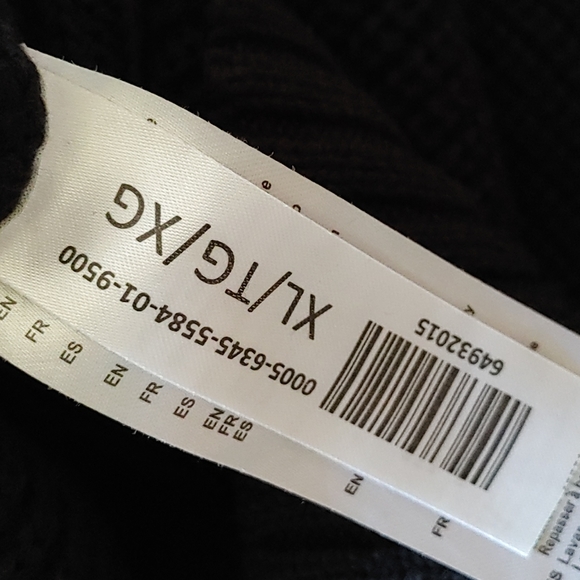 64932015
0005-6345-5584-01-9500
XL/TG/XG
EN
FR
ES
EN
FR
ES
EN
FR
ES
EN
FR
Repasser à